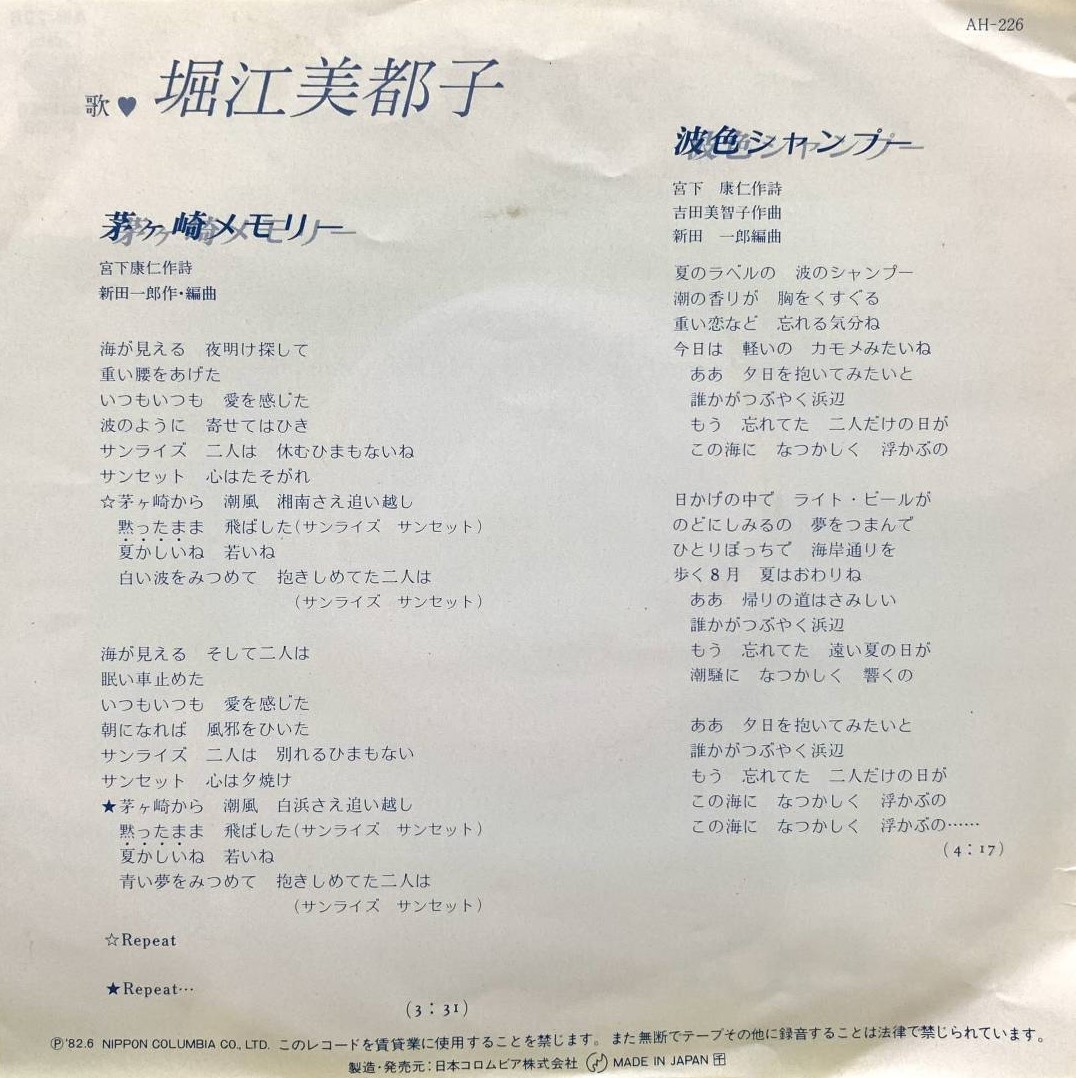 AH-226
歌♥堀江美都子
茅ヶ崎メモリー
宮下康仁作詩
新田一郎作・編曲
海が見える　夜明け探して
重い腰をあげた
いつもいつも　愛を感じた
波のように　寄せてはひき
サンライズ　二人は　休むひまもないね
サンセット　心はたそがれ
☆茅ヶ崎から　潮風　湘南さえ追い越し
黙ったまま　飛ばした(サンライズ　サンセット)
夏かしいね　若いね
白い波をみつめて　抱きしめてた二人は
(サンライズ　サンセット)
海が見える　そして二人は
眠い車止めた
いつもいつも　愛を感じた
朝になれば　風邪をひいた
サンライズ　二人は　別れるひまもない
サンセット　心は夕焼け
★茅ヶ崎から　潮風　白浜さえ追い越し
黙ったまま　飛ばした(サンライズ　サンセット)
夏かしいね　若いね
青い夢をみつめて　抱きしめてた二人は
(サンライズ　サンセット)
☆Repeat
★Repeat…
(3:31)
波色シャンプー
宮下　康仁作詩
吉田美智子作曲
新田　一郎編曲
夏のラベルの　波のシャンプー
潮の香りが　胸をくすぐる
重い恋など　忘れる気分ね
今日は　軽いの　カモメみたいね
ああ　夕日を抱いてみたいと
誰かがつぶやく浜辺
もう　忘れてた　二人だけの日が
この海に　なつかしく　浮かぶの
日かげの中で　ライト・ビールが
のどにしみるの　夢をつまんで
ひとりぼっちで　海岸通りを
歩く8月　夏はおわりね
ああ　帰りの道はさみしい
誰かがつぶやく浜辺
もう　忘れてた　遠い夏の日が
潮騒に　なつかしく　響くの
ああ　夕日を抱いてみたいと
誰かがつぶやく浜辺
もう　忘れてた　二人だけの日が
この海に　なつかしく　浮かぶの
この海に　なつかしく　浮かぶの……
(4:17)
Ⓟ'82.6 NIPPON COLUMBIA CO., LTD. このレコードを賃貸業に使用することを禁じます。また無断でテープその他に録音することは法律で禁じられています。
製造・発売元:日本コロムビア株式会社 MADE IN JAPAN